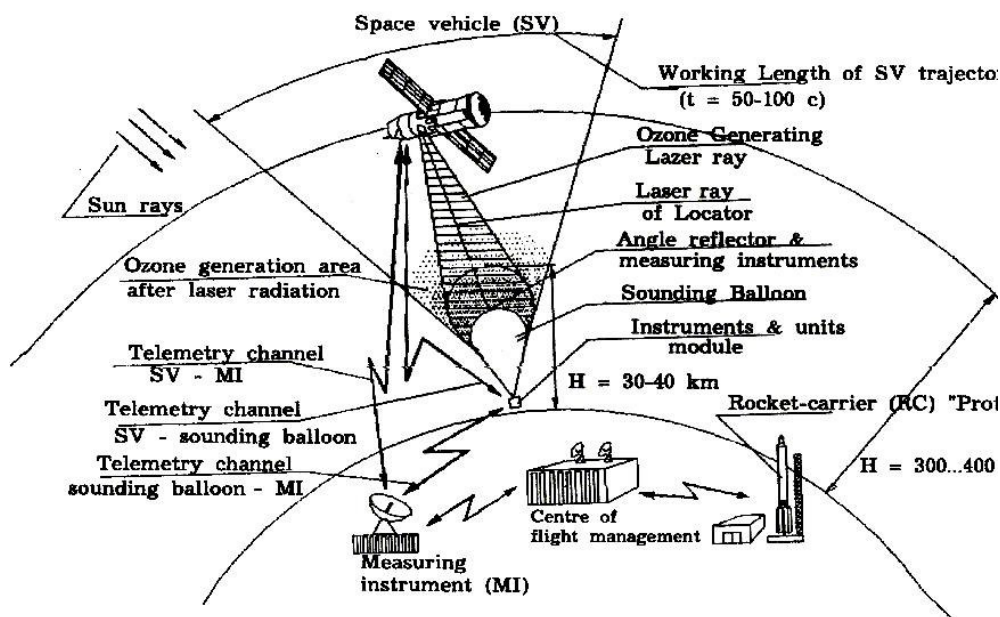 Space vehicle (SV)
Working Length of SV trajector
(t = 50-100 c)
Ozone Generating
Lazer ray
Sun rays
Laser ray
of Locator
Angle reflector &
measuring instruments
Ozone generation area
after laser radiation
Sounding Balloon
Instruments & units
module
Telemetry channel
SV - MI
H = 30-40 km
Rocket-carrier (RC) "Prot
Telemetry channel
SV - sounding balloon
Telemetry channel
sounding balloon - MI
H = 300...400
Centre of
flight management
Measuring
instrument (MI)